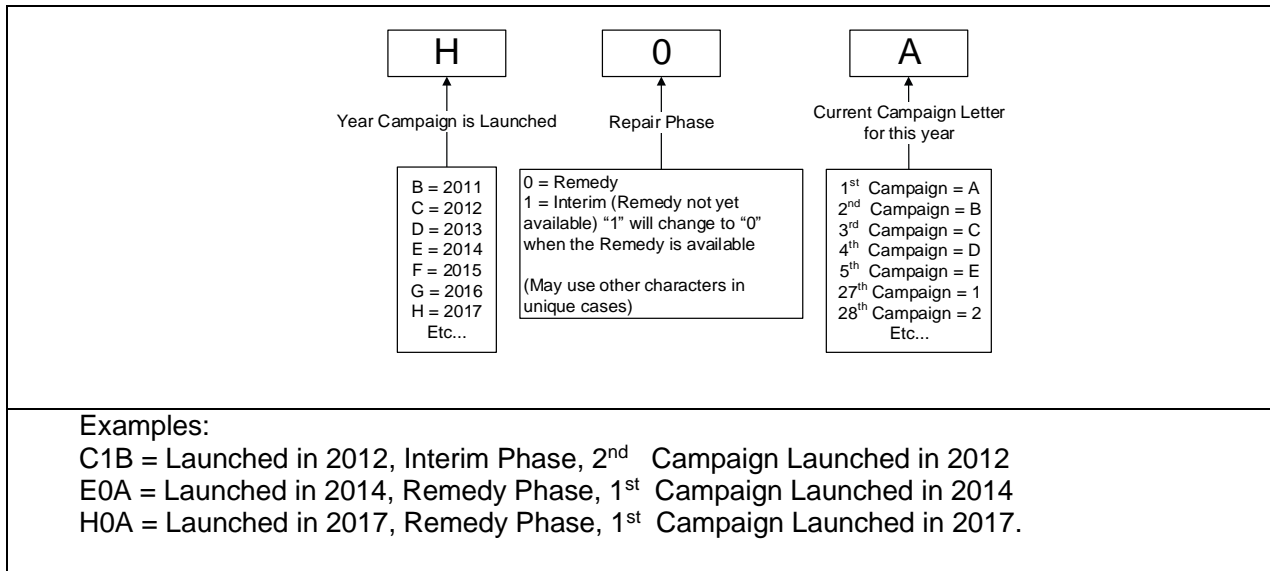 H 0 A
Year Campaign is Launched
Repair Phase
Current Campaign Letter
for this year
B = 2011
C = 2012
D = 2013
E = 2014
F = 2015
G = 2016
H = 2017
Etc...
0 = Remedy
1 = Interim (Remedy not yet
available) “1” will change to “0”
when the Remedy is available
(May use other characters in
unique cases)
1st Campaign = A
2nd Campaign = B
3rd Campaign = C
4th Campaign = D
5th Campaign = E
27th Campaign = 1
28th Campaign = 2
Etc...
Examples:
C1B = Launched in 2012, Interim Phase, 2nd Campaign Launched in 2012
E0A = Launched in 2014, Remedy Phase, 1st Campaign Launched in 2014
H0A = Launched in 2017, Remedy Phase, 1st Campaign Launched in 2017.